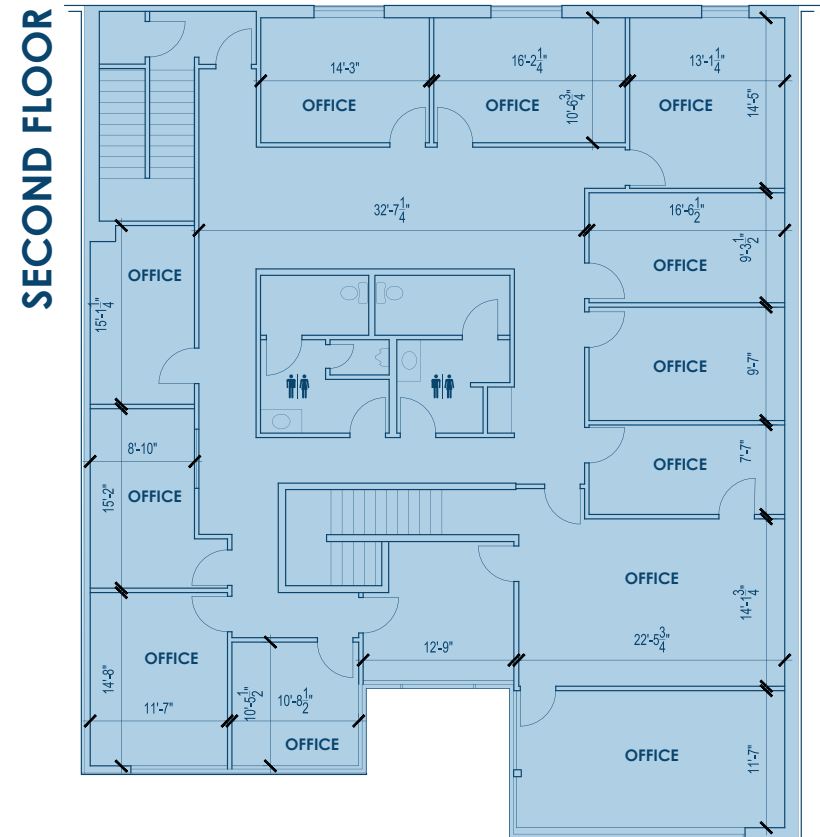 SECOND FLOOR
14'-3"
16'-2 1/4"
13'-1 1/4"
OFFICE
OFFICE
10'-6 3/4"
OFFICE
14'-5"
32'-7 1/4"
16'-6 1/2"
OFFICE
9'-3 1/2"
OFFICE
15'-1 1/4"
OFFICE
9'-7"
8'-10"
OFFICE
15'-2"
OFFICE
7'-7"
OFFICE
14'-1 3/4"
22'-5 3/4"
12'-9"
OFFICE
14'-8"
11'-7"
10'-5 1/2"
10'-8 1/2"
OFFICE
OFFICE
11'-7"